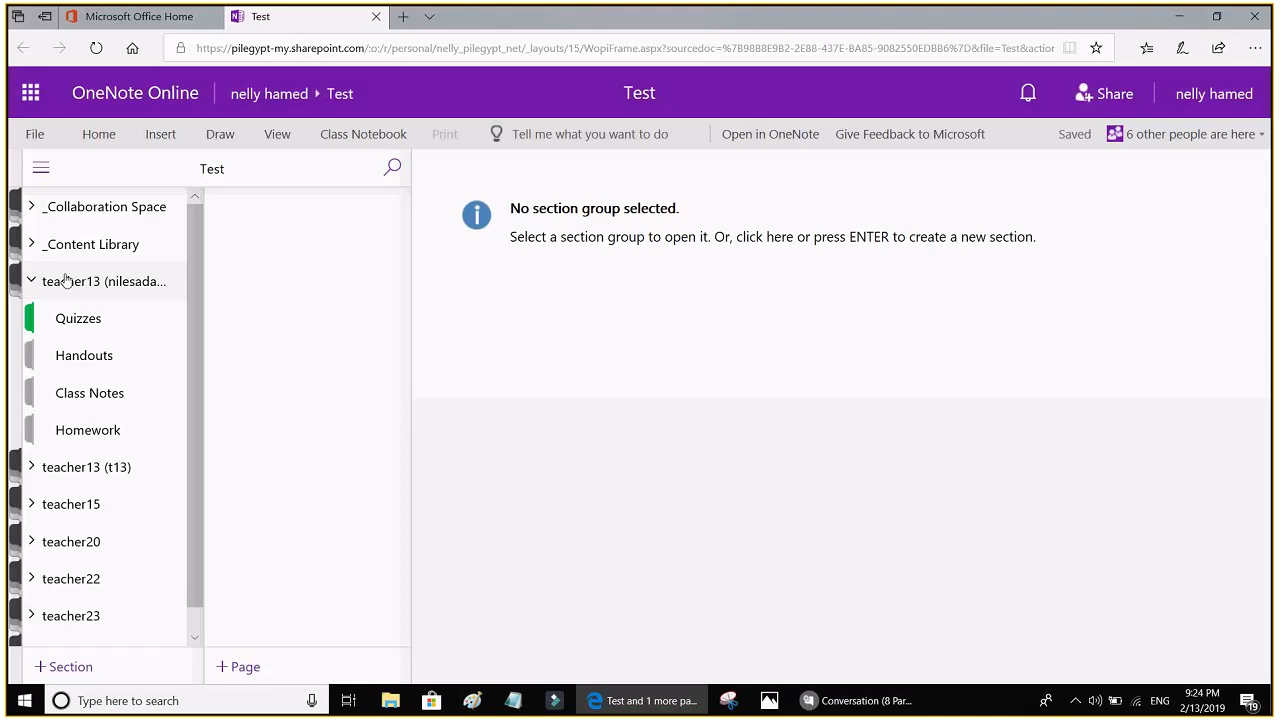 Microsoft Office Home
Test
https://pilegypt-my.sharepoint.com/:o:/r/personal/nelly_pilegypt_net/_layouts/15/WopiFrame.aspx?sourcedoc=%7B98B8E9B2-2E88-437E-BA85-9082550EDBB6%7D&file=Test&action
OneNote Online
nelly hamed ▸ Test
Test
Share
nelly hamed
File Home Insert Draw View Class Notebook Print Tell me what you want to do Open in OneNote Give Feedback to Microsoft Saved 6 other people are here
Test
_Collaboration Space
_Content Library
teacher13 (nilesada...
Quizzes
Handouts
Class Notes
Homework
teacher13 (t13)
teacher15
teacher20
teacher22
teacher23
+ Section
+ Page
No section group selected.
Select a section group to open it. Or, click here or press ENTER to create a new section.
Type here to search
Test and 1 more pa...
Conversation (8 Par...
ENG
9:24 PM
2/13/2019
19